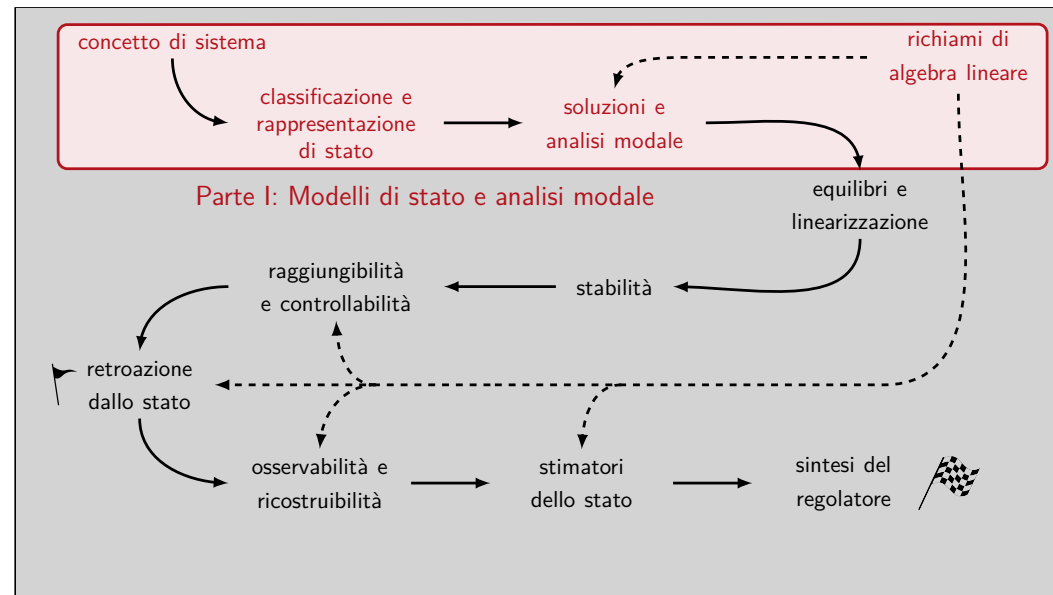 concetto di sistema
richiami di
algebra lineare
classificazione e
rappresentazione
di stato
soluzioni e
analisi modale
Parte I: Modelli di stato e analisi modale
equilibri e
linearizzazione
stabilità
raggiungibilità
e controllabilità
retroazione
dallo stato
osservabilità e
ricostruibilità
stimatori
dello stato
sintesi del
regolatore